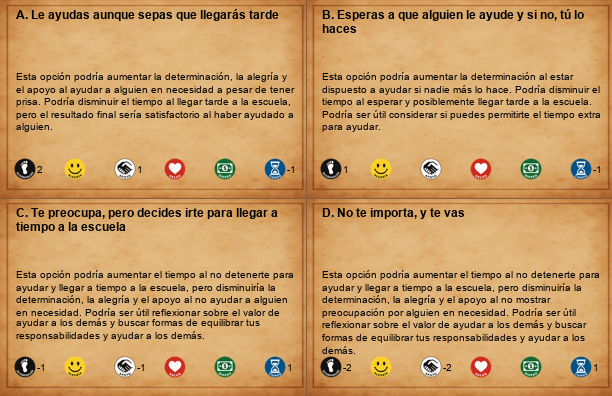 A. Le ayudas aunque sepas que llegarás tarde
Esta opción podría aumentar la determinación, la alegría y
el apoyo al ayudar a alguien en necesidad a pesar de tener
prisa. Podría disminuir el tiempo al llegar tarde a la escuela,
pero el resultado final sería satisfactorio al haber ayudado a
alguien.
2 1 -1
B. Esperas a que alguien le ayude y si no, tú lo
haces
Esta opción podría aumentar la determinación al estar
dispuesto a ayudar si nadie más lo hace. Podría disminuir el
tiempo al esperar y posiblemente llegar tarde a la escuela.
Podría ser útil considerar si puedes permitirte el tiempo extra
para ayudar.
1 -1
C. Te preocupa, pero decides irte para llegar a
tiempo a la escuela
Esta opción podría aumentar el tiempo al no detenerte para
ayudar y llegar a tiempo a la escuela, pero disminuiría la
determinación, la alegría y el apoyo al no ayudar a alguien
en necesidad. Podría ser útil reflexionar sobre el valor de
ayudar a los demás y buscar formas de equilibrar tus
responsabilidades y ayudar a los demás.
-1 -1 1
D. No te importa, y te vas
Esta opción podría aumentar el tiempo al no detenerte para
ayudar y llegar a tiempo a la escuela, pero disminuiría la
determinación, la alegría y el apoyo al no mostrar
preocupación por alguien en necesidad. Podría ser útil
reflexionar sobre el valor de ayudar a los demás y buscar
formas de equilibrar tus responsabilidades y ayudar a los
demás.
-2 -2 1